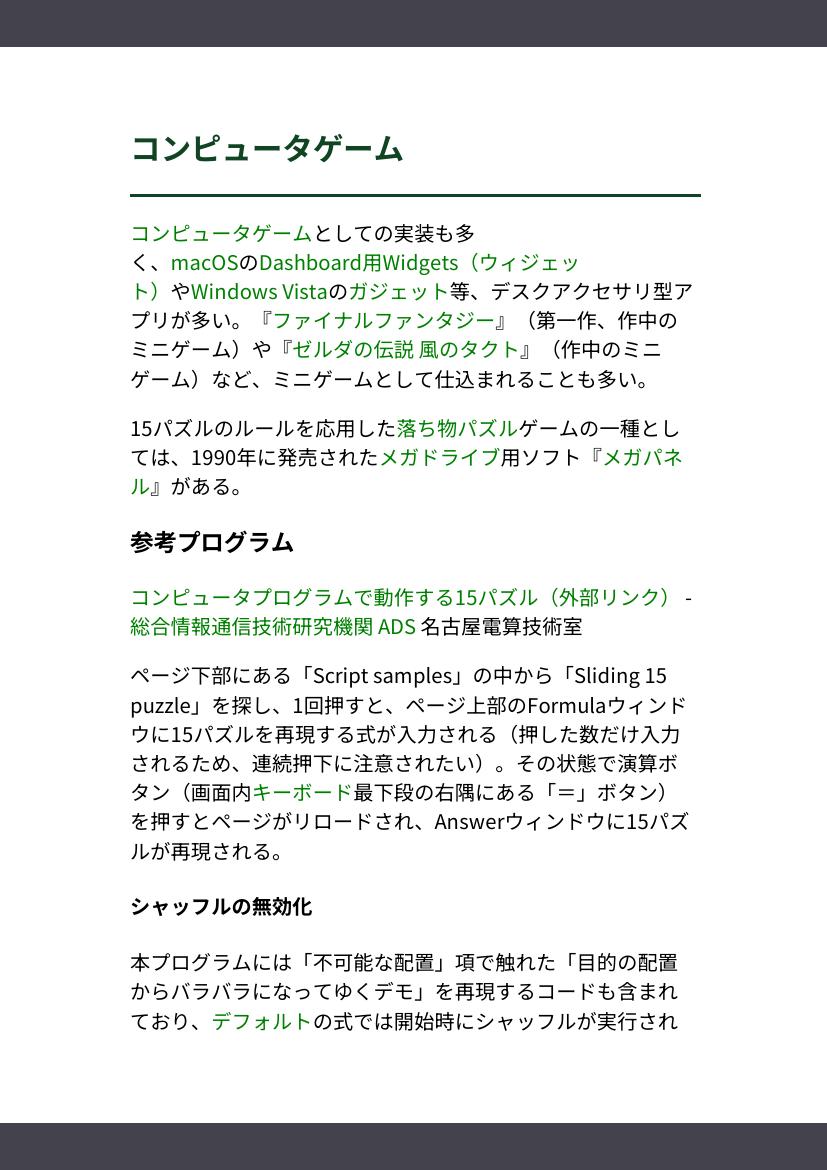 コンピュータゲーム
コンピュータゲームとしての実装も多
く、macOSのDashboard用Widgets（ウィジェッ
ト）やWindows Vistaのガジェット等、デスクアクセサリ型ア
プリが多い。『ファイナルファンタジー』（第一作、作中の
ミニゲーム）や『ゼルダの伝説 風のタクト』（作中のミニ
ゲーム）など、ミニゲームとして仕込まれることも多い。
15パズルのルールを応用した落ち物パズルゲームの一種とし
ては、1990年に発売されたメガドライブ用ソフト『メガパネ
ル』がある。
参考プログラム
コンピュータプログラムで動作する15パズル（外部リンク） -
総合情報通信技術研究機関 ADS 名古屋電算技術室
ページ下部にある「Script samples」の中から「Sliding 15
puzzle」を探し、1回押すと、ページ上部のFormulaウィンド
ウに15パズルを再現する式が入力される（押した数だけ入力
されるため、連続押下に注意されたい）。その状態で演算ボ
タン（画面内キーボード最下段の右隅にある「＝」ボタン）
を押すとページがリロードされ、Answerウィンドウに15パズ
ルが再現される。
シャッフルの無効化
本プログラムには「不可能な配置」項で触れた「目的の配置
からバラバラになってゆくデモ」を再現するコードも含まれ
ており、デフォルトの式では開始時にシャッフルが実行され